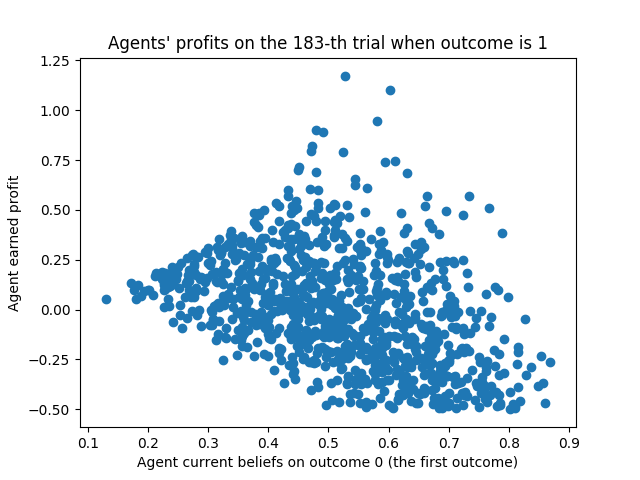 Agents' profits on the 183-th trial when outcome is 1
1.25
1.00
0.75
0.50
0.25
0.00
−0.25
−0.50
Agent earned profit
0.1 0.2 0.3 0.4 0.5 0.6 0.7 0.8 0.9
Agent current beliefs on outcome 0 (the first outcome)